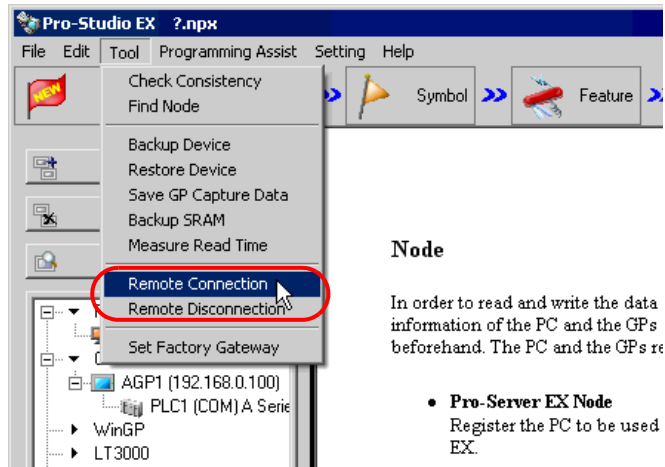 Pro-Studio EX ?.npx
File Edit Tool Programming Assist Setting Help
NEW
Symbol
Feature
Check Consistency
Find Node
Backup Device
Restore Device
Save GP Capture Data
Backup SRAM
Measure Read Time
Remote Connection
Remote Disconnection
Set Factory Gateway
AGP1 (192.168.0.100)
PLC1 (COM) A Serie
WinGP
LT3000
Node
In order to read and write the data
information of the PC and the GPs
beforehand. The PC and the GPs re
• Pro-Server EX Node
Register the PC to be used
EX.